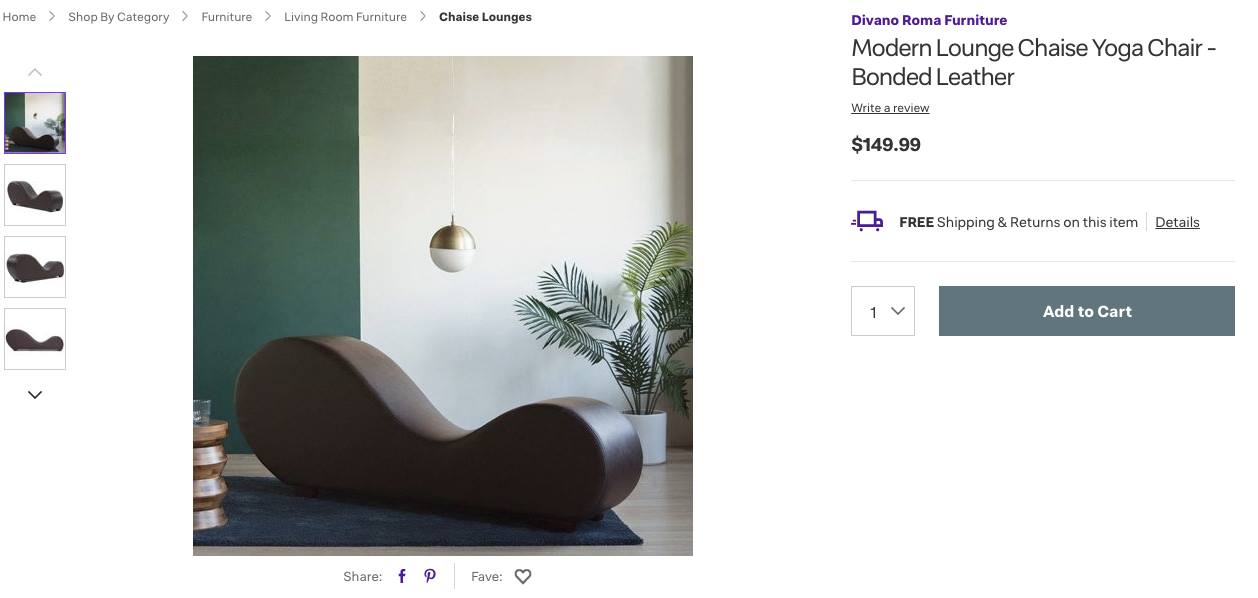 Home > Shop By Category > Furniture > Living Room Furniture > Chaise Lounges
Divano Roma Furniture
Modern Lounge Chaise Yoga Chair -
Bonded Leather
Write a review
$149.99
FREE Shipping & Returns on this item | Details
1
Add to Cart
Share:
Fave: